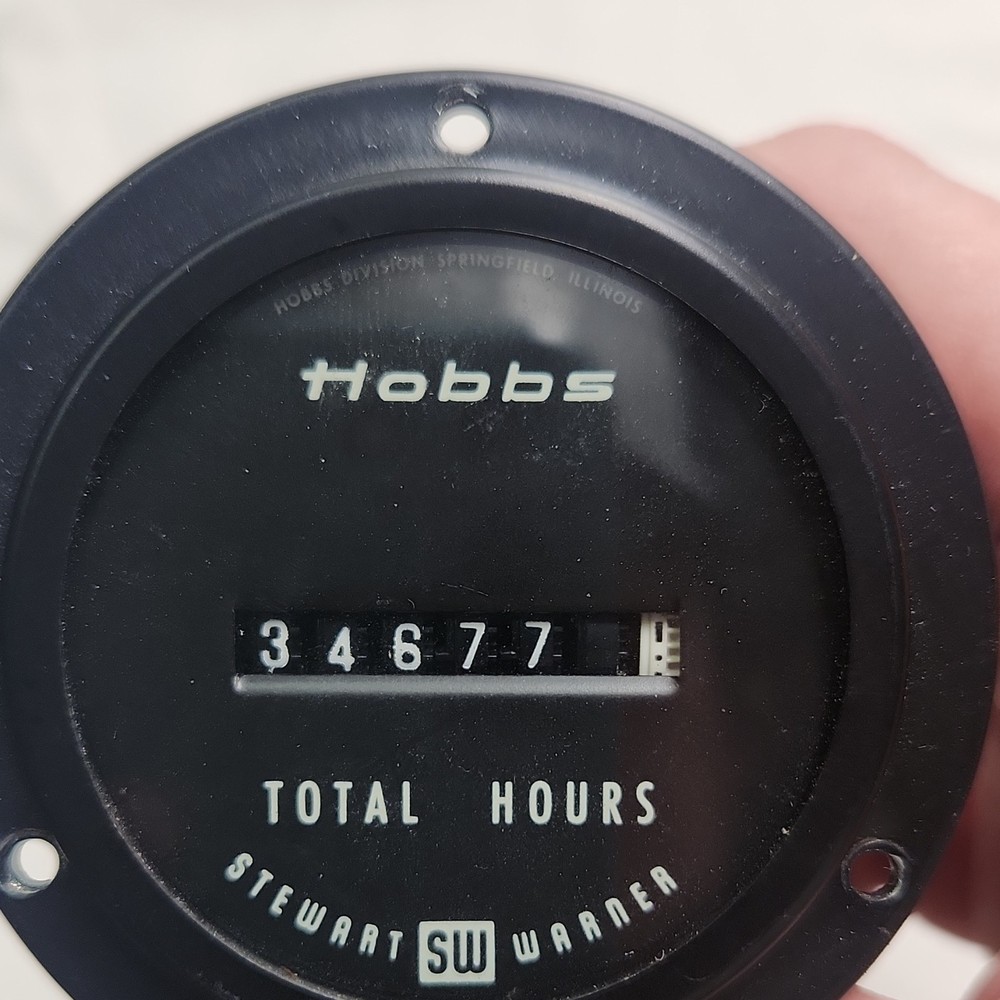 HOBBS DIVISION SPRINGFIELD, ILLINOIS
Hobbs
34677
TOTAL HOURS
STEWART SW WARNER